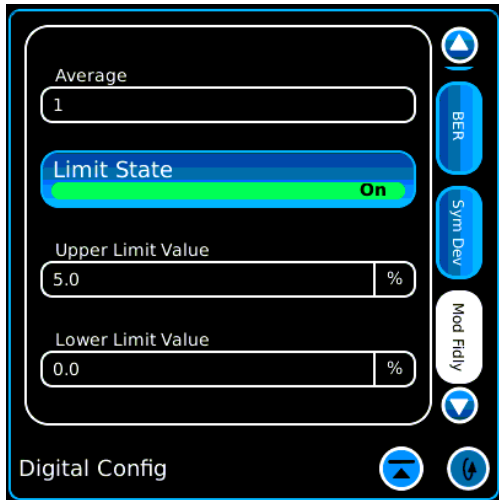 Average
1
Limit State
On
Upper Limit Value
5.0 %
Lower Limit Value
0.0 %
BER
Sym Dev
Mod Fidly
Digital Config